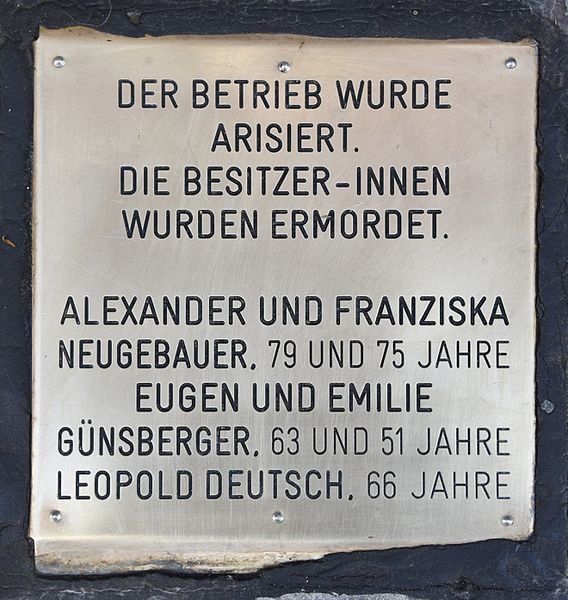 DER BETRIEB WURDE
ARISIERT.
DIE BESITZER-INNEN
WURDEN ERMORDET.
ALEXANDER UND FRANZISKA
NEUGEBAUER, 79 UND 75 JAHRE
EUGEN UND EMILIE
GÜNSBERGER, 63 UND 51 JAHRE
LEOPOLD DEUTSCH, 66 JAHRE